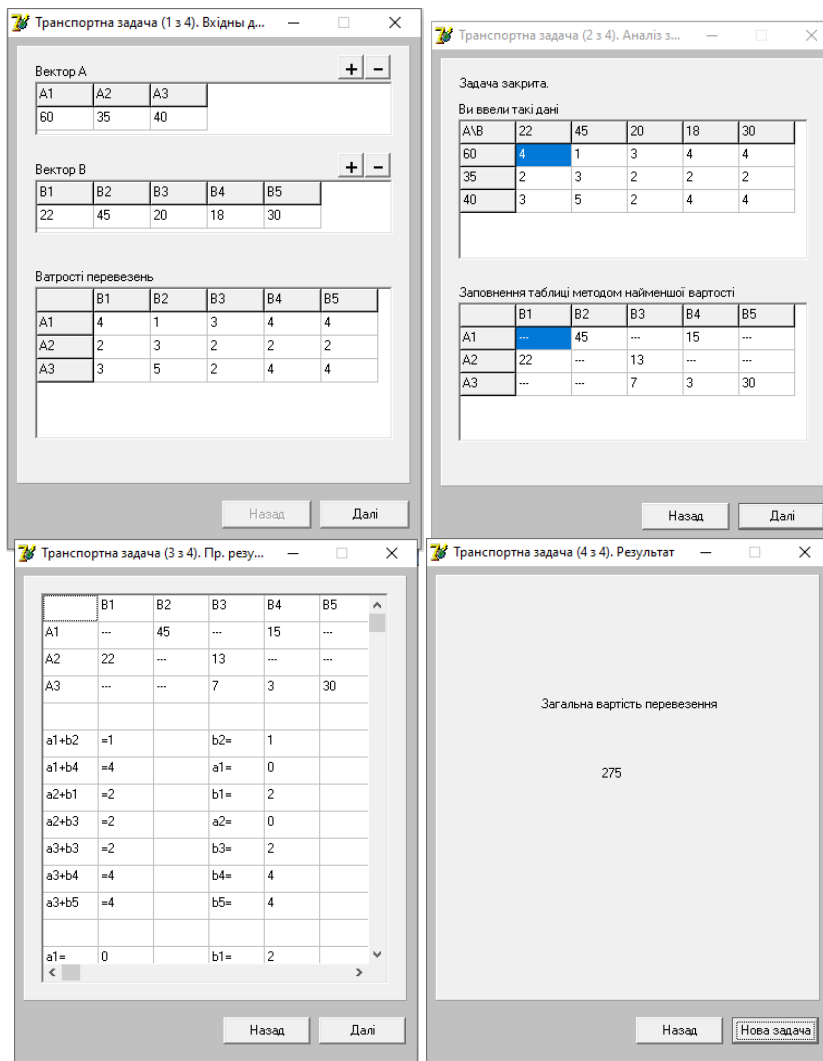 Транспортна задача (1 з 4). Вхідны д...
Вектор A
+ −
A1 A2 A3
60 35 40
Вектор B
+ −
B1 B2 B3 B4 B5
22 45 20 18 30
Ватрості перевезень
B1 B2 B3 B4 B5
A1 4 1 3 4 4
A2 2 3 2 2 2
A3 3 5 2 4 4
Назад Далі
Транспортна задача (2 з 4). Аналіз з...
Задача закрита.
Ви ввели такі дані
A\B 22 45 20 18 30
60 4 1 3 4 4
35 2 3 2 2 2
40 3 5 2 4 4
Заповнення таблиці методом найменшої вартості
B1 B2 B3 B4 B5
A1 --- 45 --- 15 ---
A2 22 --- 13 --- ---
A3 --- --- 7 3 30
Назад Далі
Транспортна задача (3 з 4). Пр. резу...
B1 B2 B3 B4 B5
A1 --- 45 --- 15 ---
A2 22 --- 13 --- ---
A3 --- --- 7 3 30
a1+b2 =1 b2= 1
a1+b4 =4 a1= 0
a2+b1 =2 b1= 2
a2+b3 =2 a2= 0
a3+b3 =2 b3= 2
a3+b4 =4 b4= 4
a3+b5 =4 b5= 4
a1= 0 b1= 2
Назад Далі
Транспортна задача (4 з 4). Результат
Загальна вартість перевезення
275
Назад Нова задача